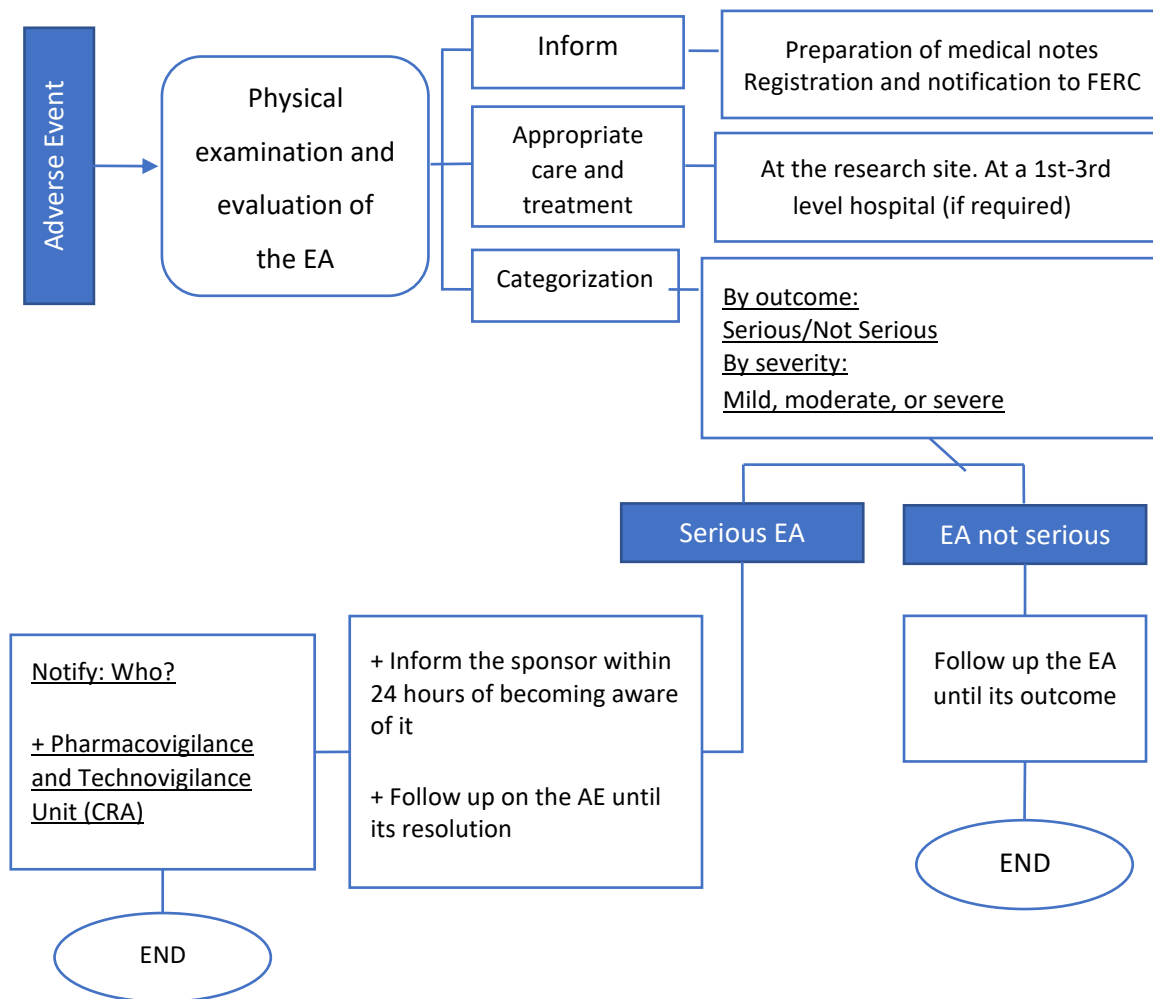 Adverse Event
Physical
examination and
evaluation of
the EA
Inform
Preparation of medical notes
Registration and notification to FERC
Appropriate
care and
treatment
At the research site. At a 1st-3rd
level hospital (if required)
Categorization
By outcome:
Serious/Not Serious
By severity:
Mild, moderate, or severe
Serious EA
EA not serious
Notify: Who?
+ Pharmacovigilance
and Technovigilance
Unit (CRA)
+ Inform the sponsor within
24 hours of becoming aware
of it
+ Follow up on the AE until
its resolution
Follow up the EA
until its outcome
END
END